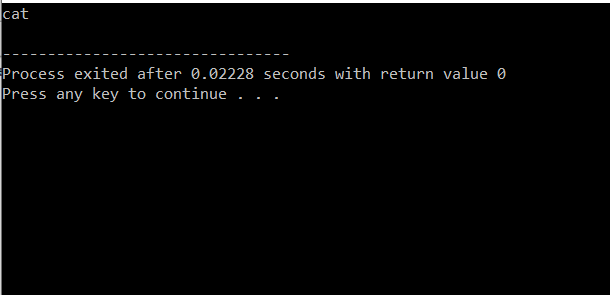 cat
--------------------------------
Process exited after 0.02228 seconds with return value 0
Press any key to continue . . .